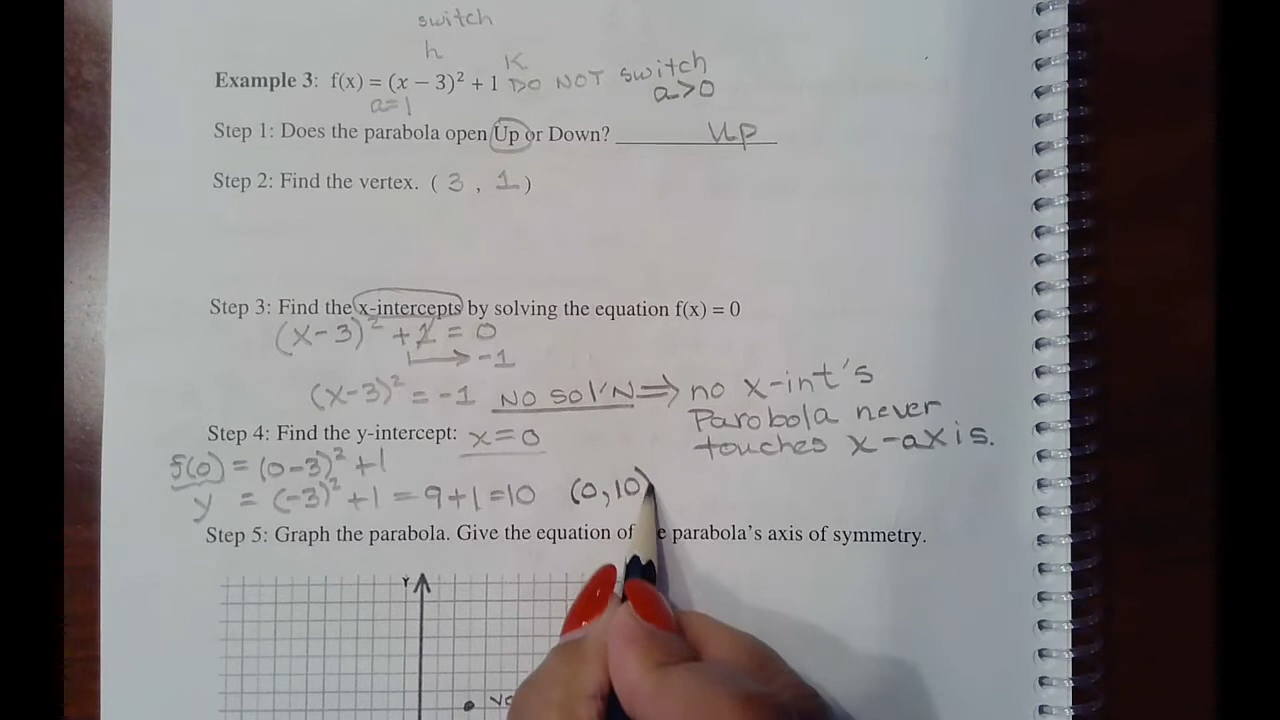 switch
h
K
Example 3: f(x) = (x − 3)² + 1 DO NOT switch
a=1
a>0
Step 1: Does the parabola open Up or Down? Up
Step 2: Find the vertex. ( 3 , 1 )
Step 3: Find the x-intercepts by solving the equation f(x) = 0
(x-3)² +1 = 0
-1
(x-3)² = -1 NO SOL'N ⇒ no x-int's
Parobola never
touches x-axis.
Step 4: Find the y-intercept: x=0
f(0) = (0-3)² +1
y = (-3)² +1 = 9+1 = 10 (0,10)
Step 5: Graph the parabola. Give the equation of parabola's axis of symmetry.
Y